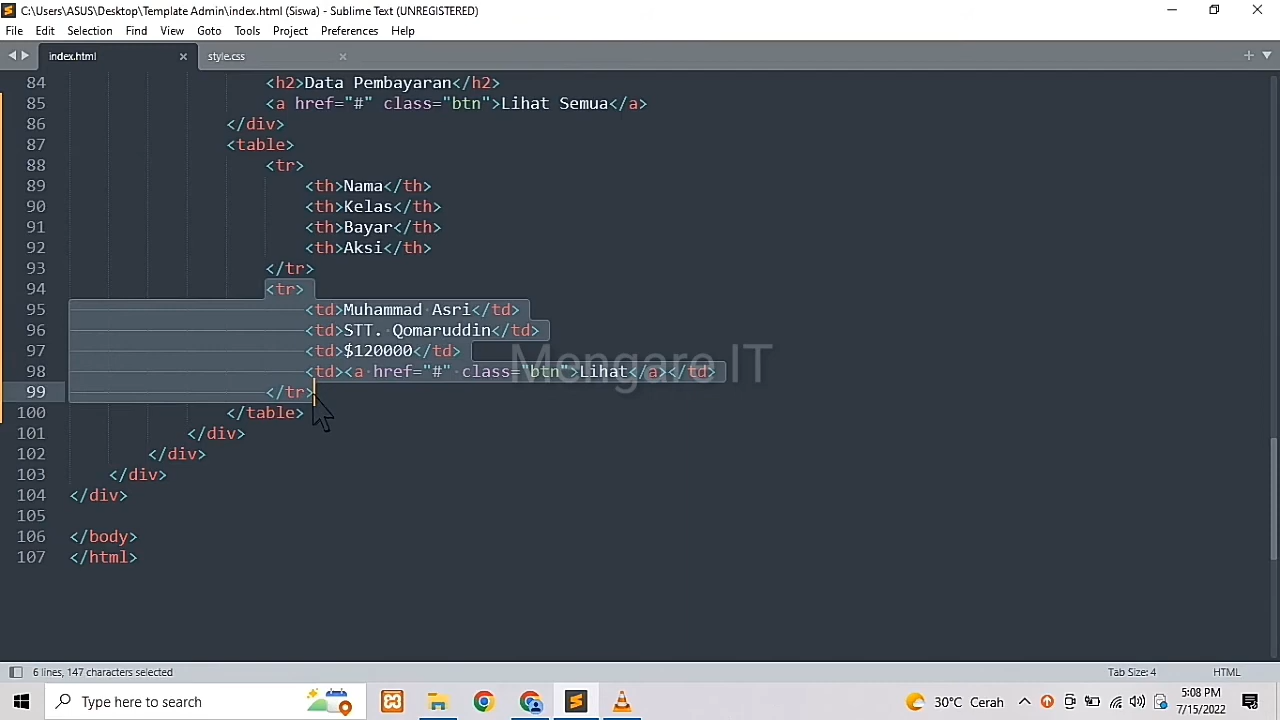 C:\Users\ASUS\Desktop\Template Admin\index.html (Siswa) - Sublime Text (UNREGISTERED)
File Edit Selection Find View Goto Tools Project Preferences Help
index.html style.css
84 <h2>Data Pembayaran</h2>
85 <a href="#" class="btn">Lihat Semua</a>
86 </div>
87 <table>
88 <tr>
89 <th>Nama</th>
90 <th>Kelas</th>
91 <th>Bayar</th>
92 <th>Aksi</th>
93 </tr>
94 <tr>
95 <td>Muhammad Asri</td>
96 <td>STT. Qomaruddin</td>
97 <td>$120000</td>
98 <td><a href="#" class="btn">Lihat</a></td>
99 </tr>
100 </table>
101 </div>
102 </div>
103 </div>
104 </div>
105
106 </body>
107 </html>
Mengare IT
6 lines, 147 characters selected Tab Size: 4 HTML
Type here to search 30°C Cerah 5:08 PM
7/15/2022